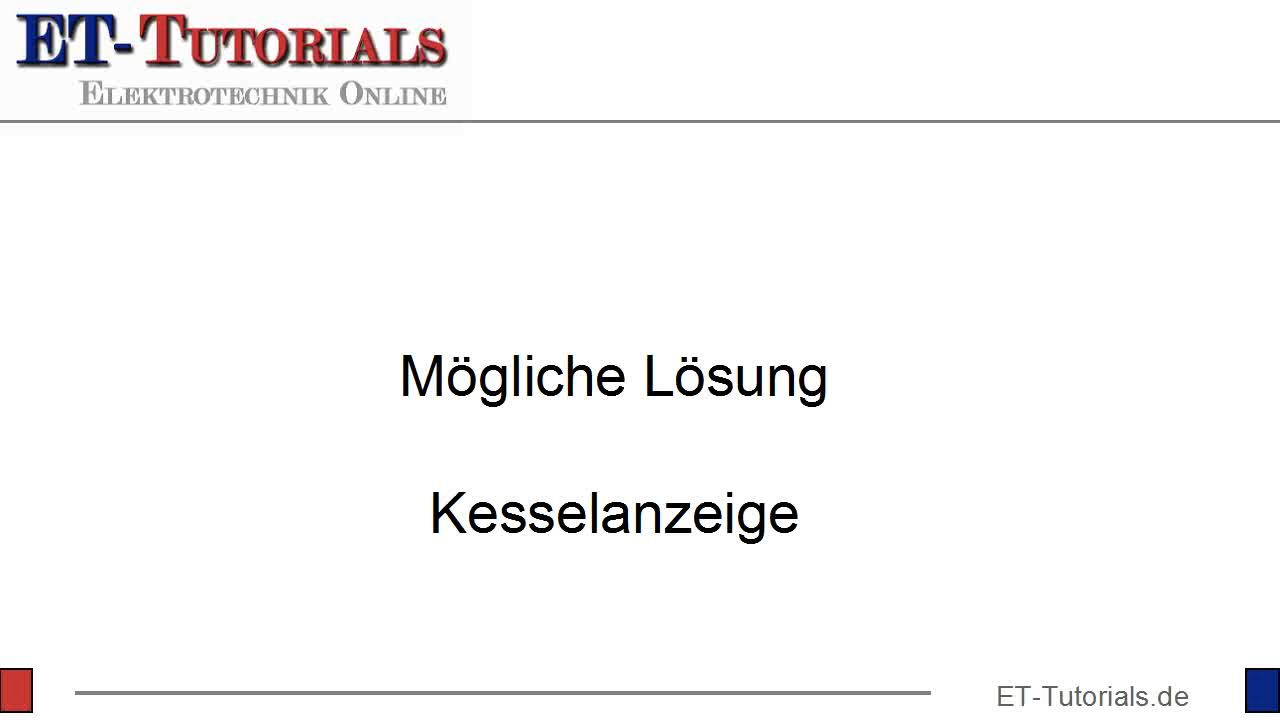 ET-TUTORIALS
ELEKTROTECHNIK ONLINE
Mögliche Lösung
Kesselanzeige
ET-Tutorials.de